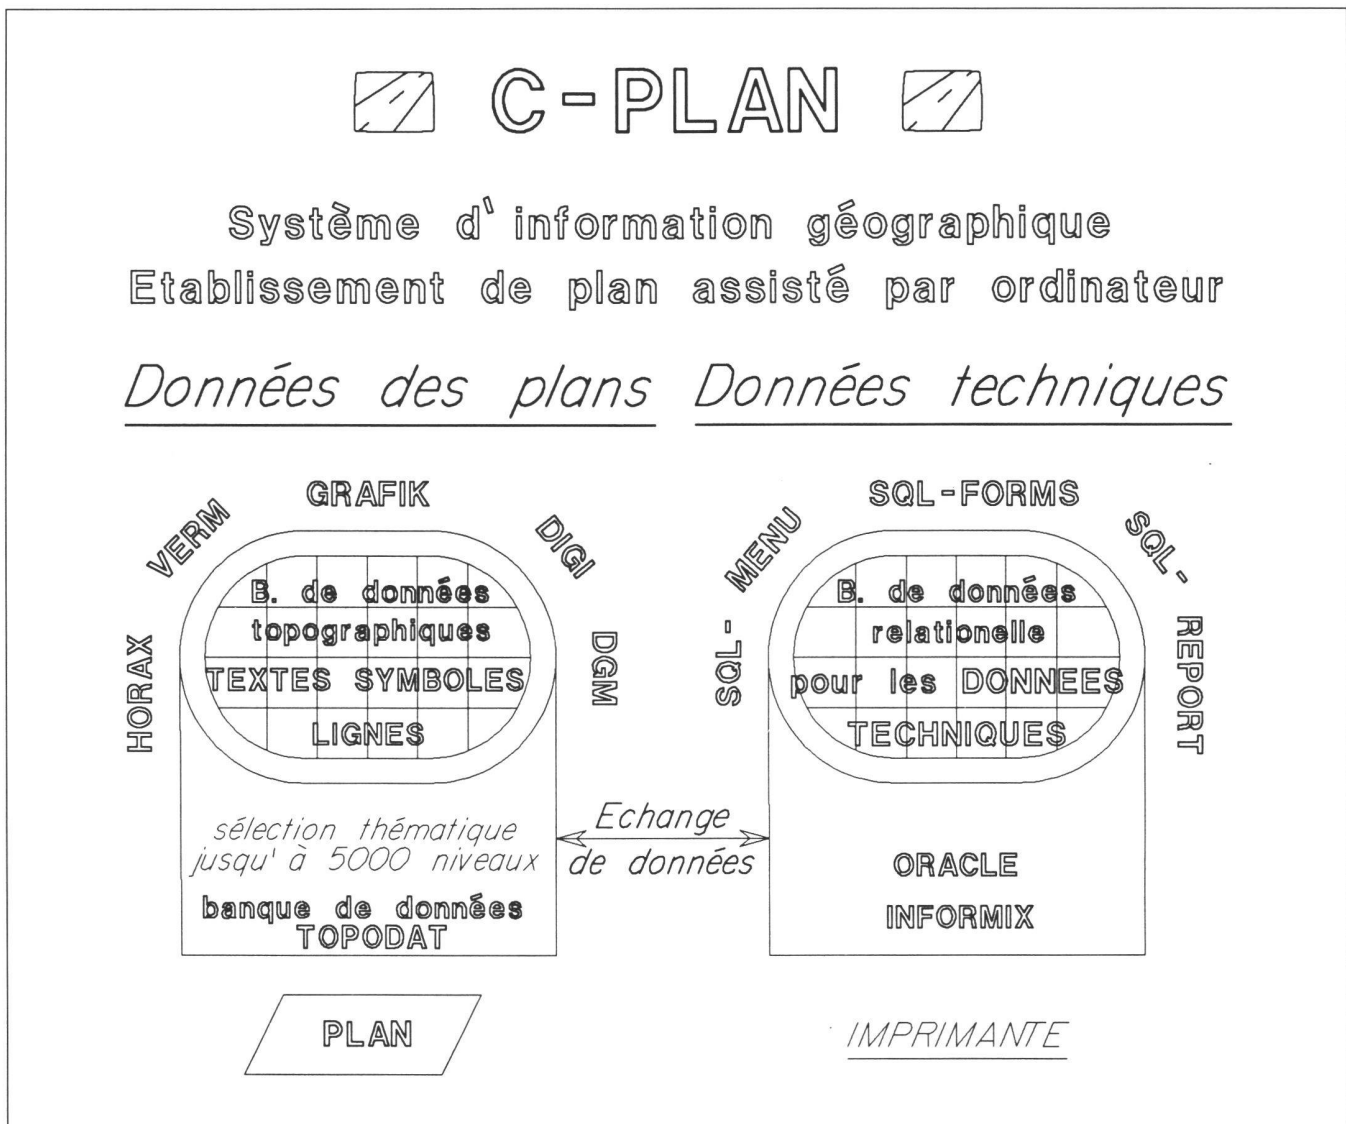 C-PLAN
Système d'information géographique
Etablissement de plan assisté par ordinateur
Données des plans
HORAX
VERM
GRAFIK
DIGI
DGM
B. de données
topographiques
TEXTES SYMBOLES
LIGNES
sélection thématique
jusqu'à 5000 niveaux
banque de données
TOPODAT
PLAN
Echange
de données
Données techniques
SQL-MENU
SQL-FORMS
SQL-REPORT
B. de données
relationelle
pour les DONNEES
TECHNIQUES
ORACLE
INFORMIX
IMPRIMANTE